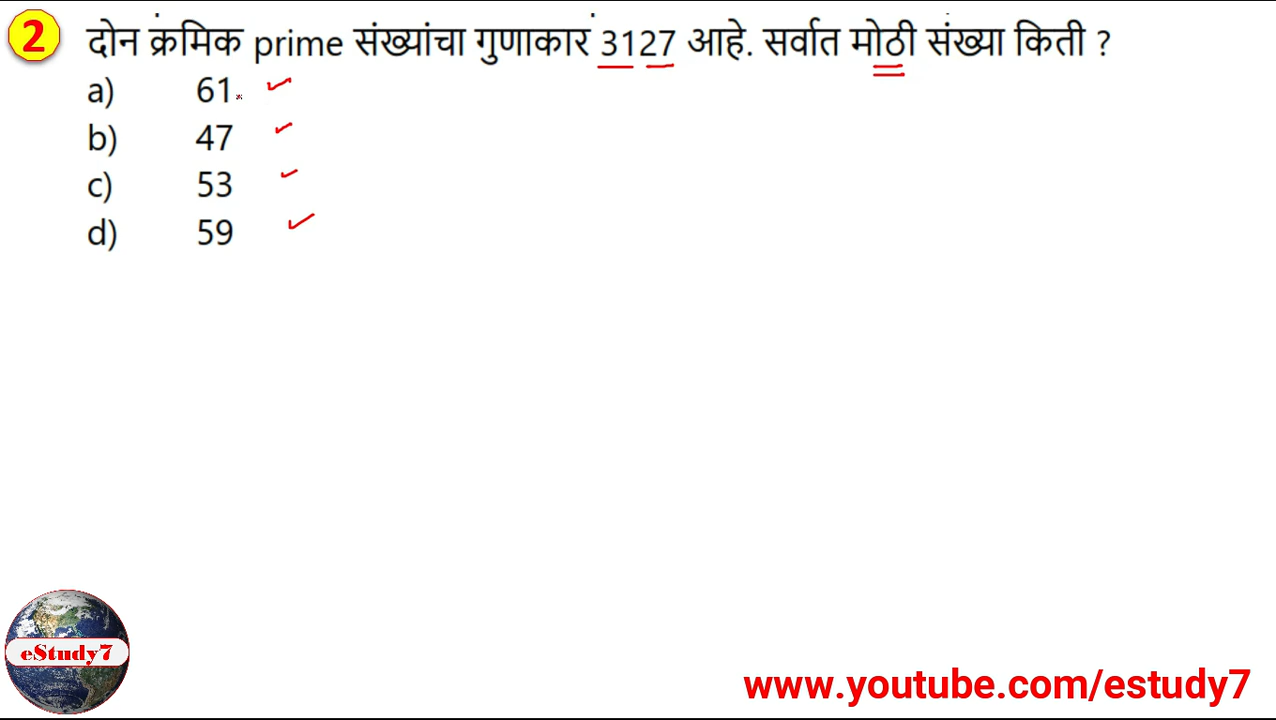 2 दोन क्रमिक prime संख्यांचा गुणाकार 3127 आहे. सर्वात मोठी संख्या किती ?
a) 61
b) 47
c) 53
d) 59
eStudy7
www.youtube.com/estudy7